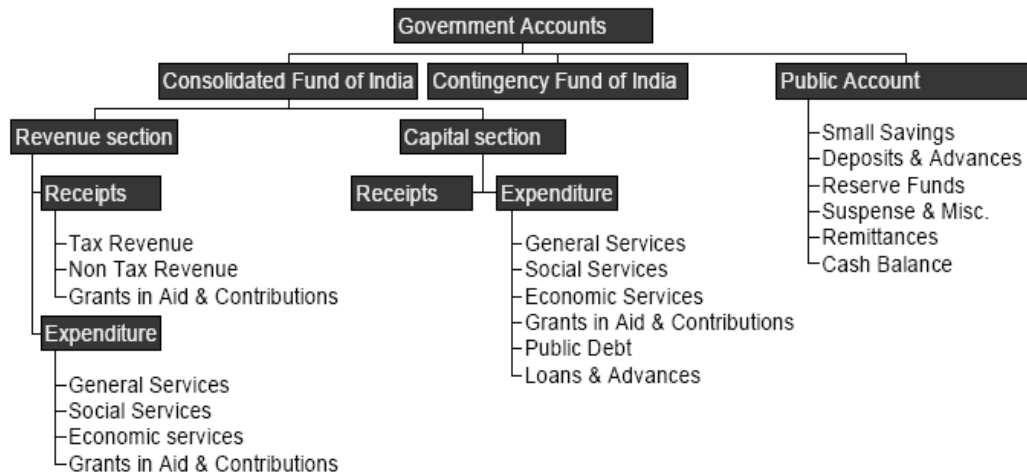 Government Accounts
Consolidated Fund of India
Contingency Fund of India
Public Account
Revenue section
Capital section
Small Savings
Deposits & Advances
Reserve Funds
Suspense & Misc.
Remittances
Cash Balance
Receipts
Receipts
Expenditure
Tax Revenue
Non Tax Revenue
Grants in Aid & Contributions
General Services
Social Services
Economic Services
Grants in Aid & Contributions
Public Debt
Loans & Advances
Expenditure
General Services
Social Services
Economic services
Grants in Aid & Contributions